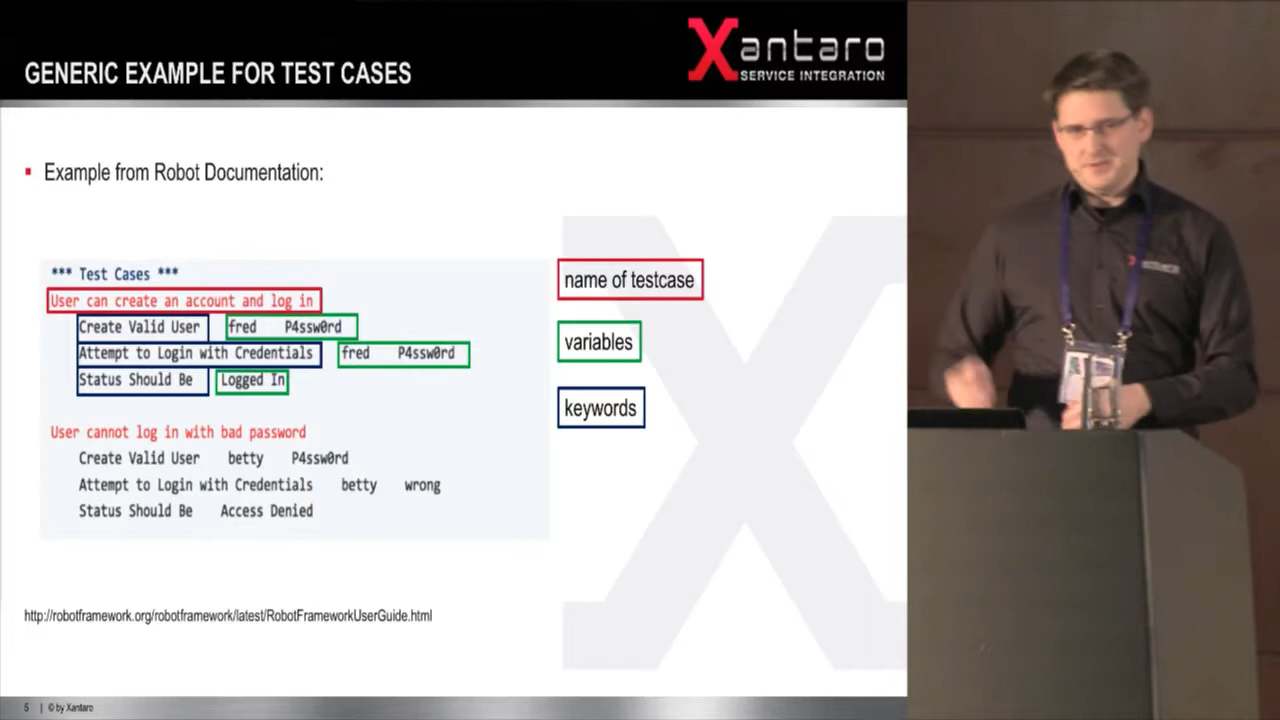 GENERIC EXAMPLE FOR TEST CASES
Xantaro
SERVICE INTEGRATION
Example from Robot Documentation:
*** Test Cases ***
User can create an account and log in
Create Valid User fred P4ssw0rd
Attempt to Login with Credentials fred P4ssw0rd
Status Should Be Logged In
User cannot log in with bad password
Create Valid User betty P4ssw0rd
Attempt to Login with Credentials betty wrong
Status Should Be Access Denied
name of testcase
variables
keywords
http://robotframework.org/robotframework/latest/RobotFrameworkUserGuide.html
5 | © by Xantaro